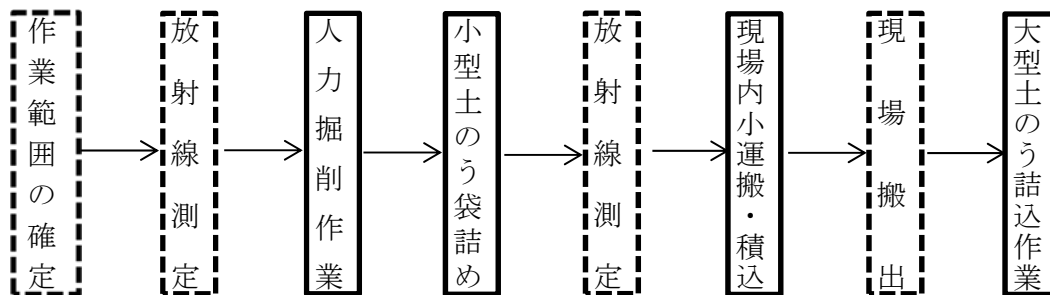 作業範囲の確定
放射線測定
人力掘削作業
小型土のう袋詰め
放射線測定
現場内小運搬・積込
現場搬出
大型土のう詰込作業